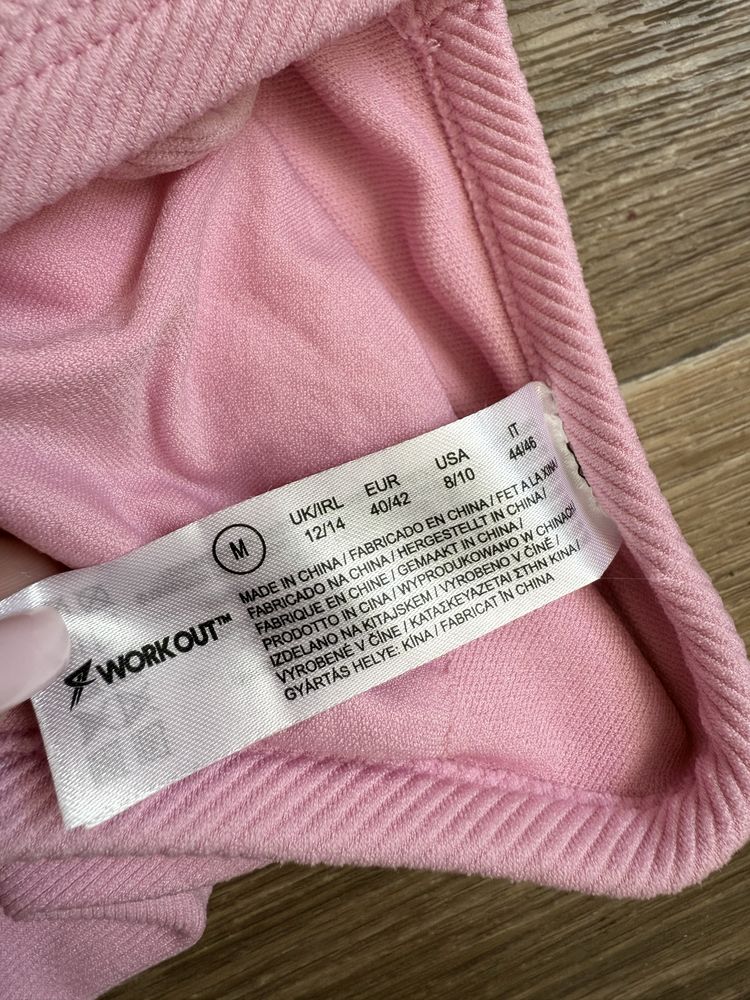 WORKOUT™
M
UK/IRL EUR USA IT
12/14 40/42 8/10 44/46
MADE IN CHINA / FABRICADO EN CHINA / FET A LA XINA /
FABRICADO NA CHINA / HERGESTELLT IN CHINA /
FABRIQUE EN CHINE / GEMAAKT IN CHINA /
PRODOTTO IN CINA / WYPRODUKOWANO W CHINACH /
IZDELANO NA KITAJSKEM / VYROBENO V ČÍNĚ /
VYROBENÉ V ČÍNE / ΚΑΤΑΣΚΕΥΑΖΕΤΑΙ ΣΤΗΝ ΚΙΝΑ /
GYÁRTÁS HELYE: KÍNA / FABRICAT ÎN CHINA